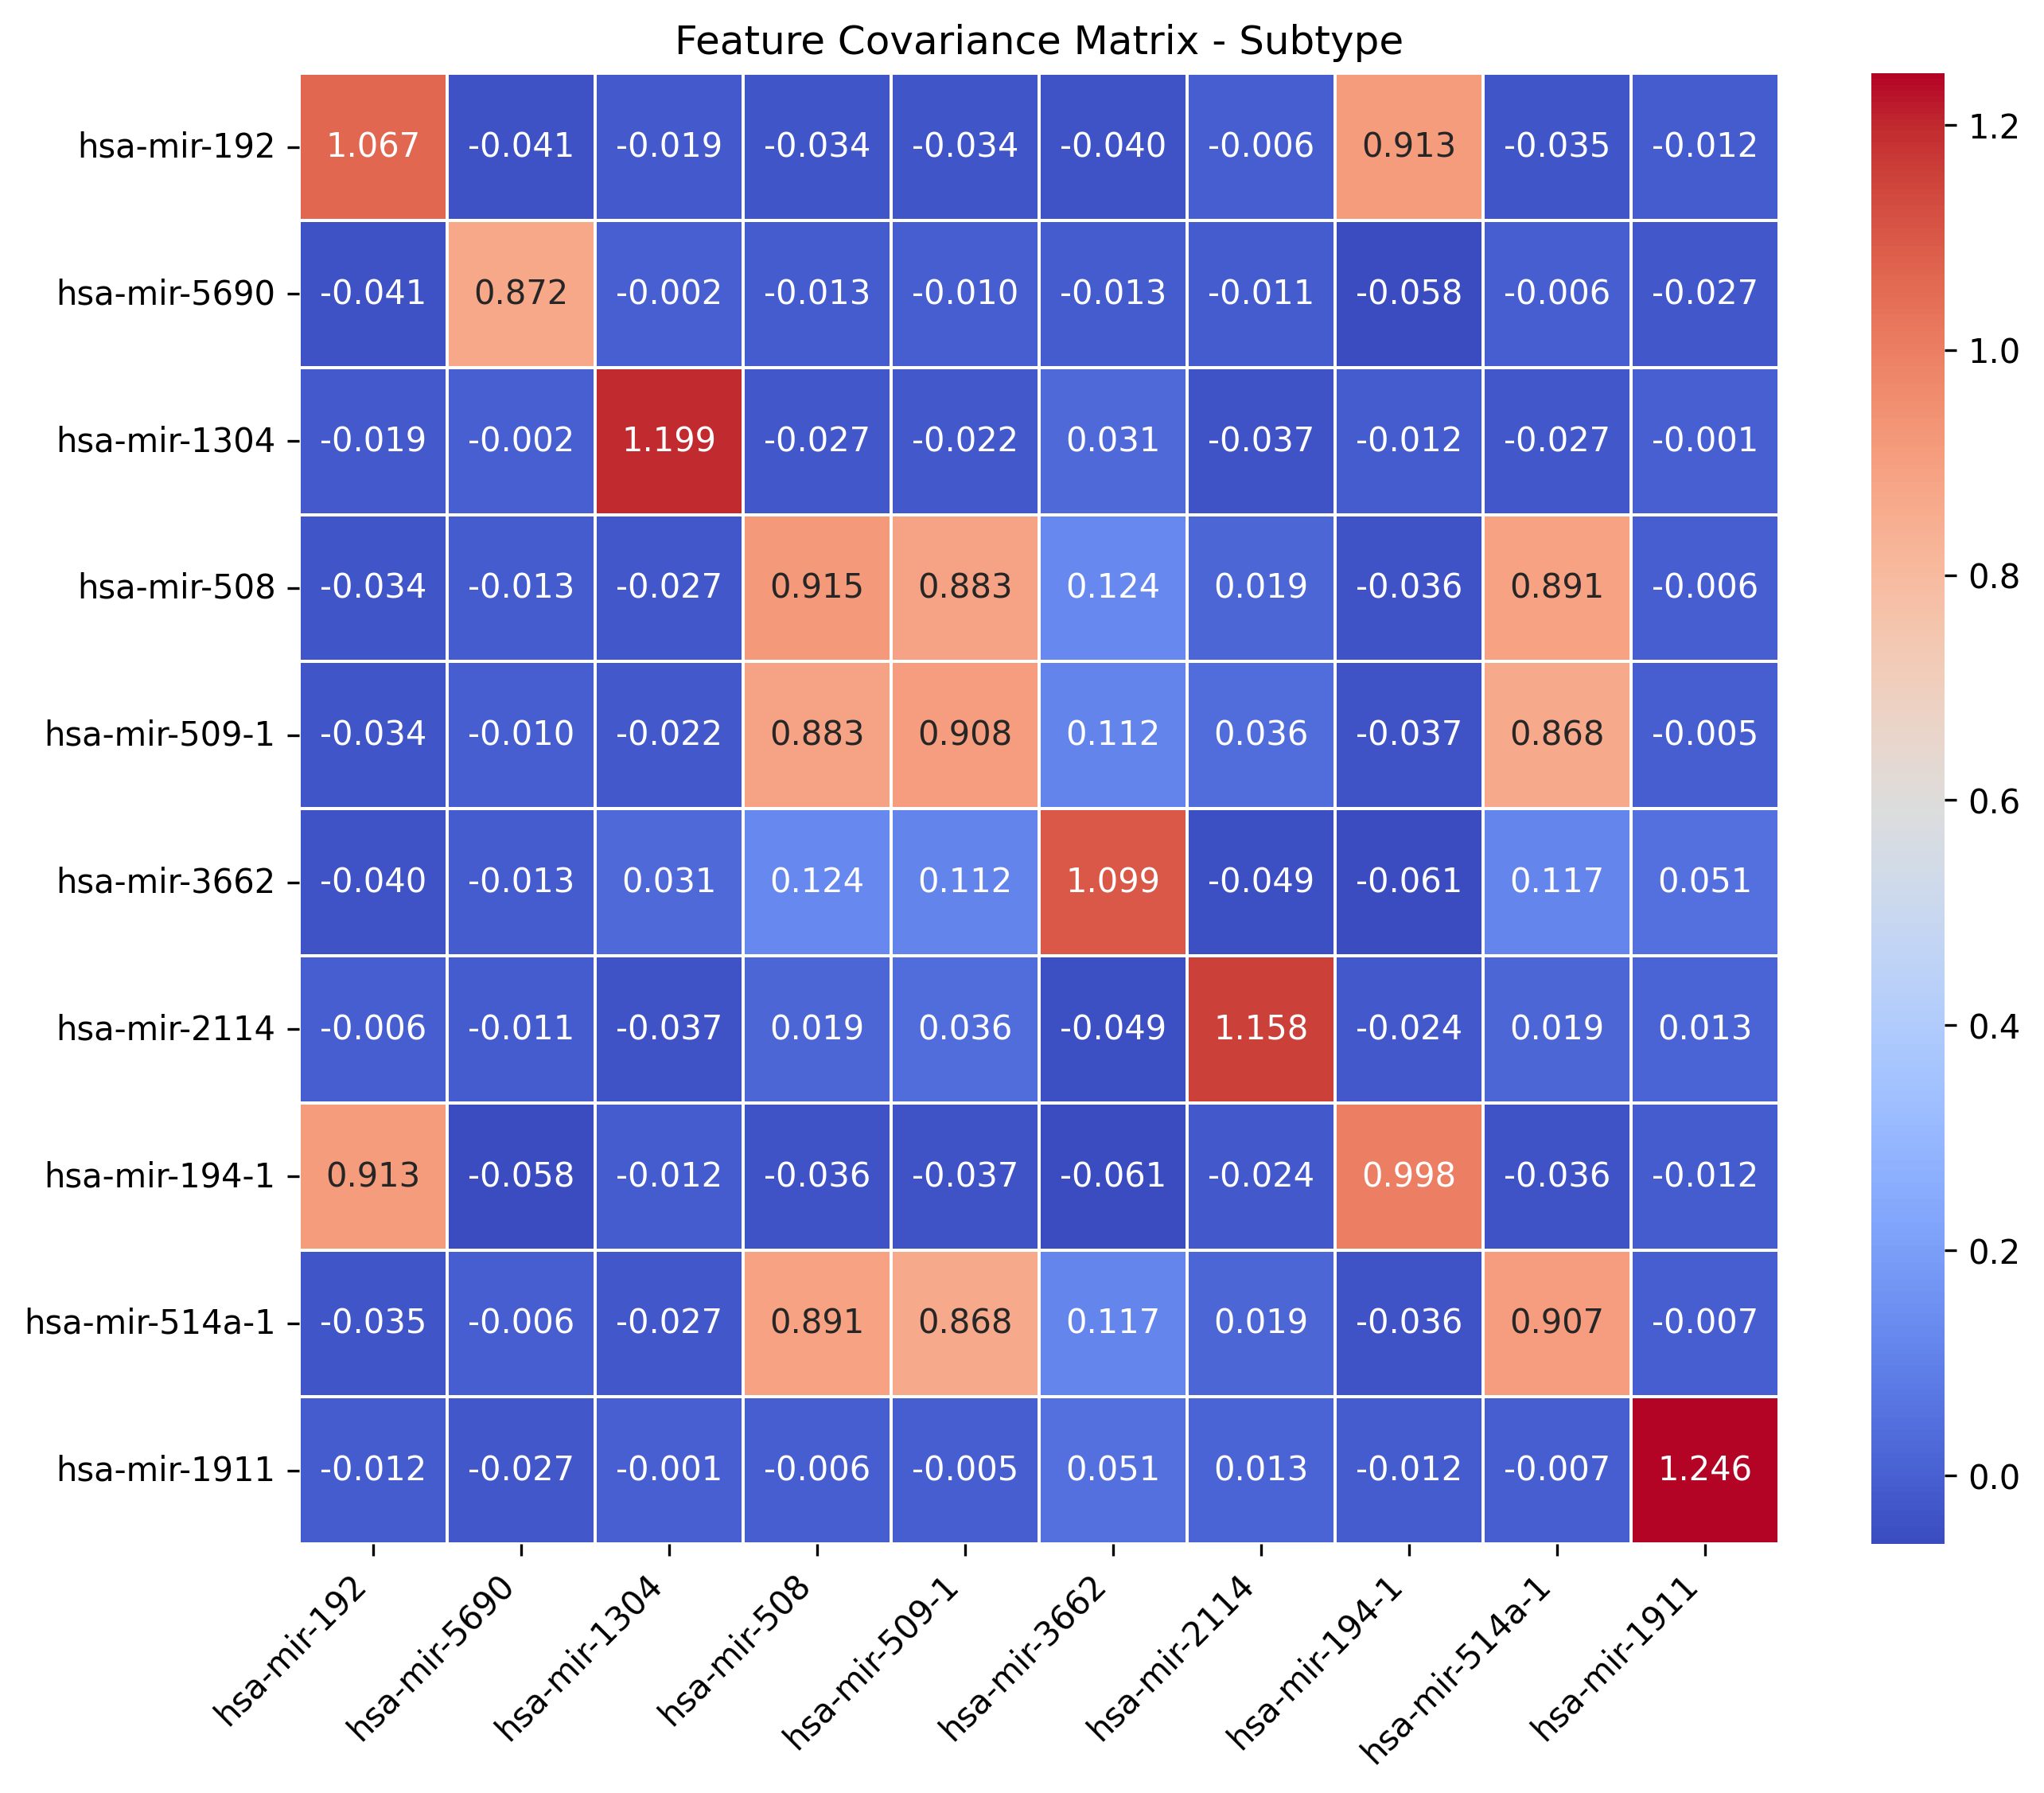 Feature Covariance Matrix - Subtype
hsa-mir-192 1.067 -0.041 -0.019 -0.034 -0.034 -0.040 -0.006 0.913 -0.035 -0.012
hsa-mir-5690 -0.041 0.872 -0.002 -0.013 -0.010 -0.013 -0.011 -0.058 -0.006 -0.027
hsa-mir-1304 -0.019 -0.002 1.199 -0.027 -0.022 0.031 -0.037 -0.012 -0.027 -0.001
hsa-mir-508 -0.034 -0.013 -0.027 0.915 0.883 0.124 0.019 -0.036 0.891 -0.006
hsa-mir-509-1 -0.034 -0.010 -0.022 0.883 0.908 0.112 0.036 -0.037 0.868 -0.005
hsa-mir-3662 -0.040 -0.013 0.031 0.124 0.112 1.099 -0.049 -0.061 0.117 0.051
hsa-mir-2114 -0.006 -0.011 -0.037 0.019 0.036 -0.049 1.158 -0.024 0.019 0.013
hsa-mir-194-1 0.913 -0.058 -0.012 -0.036 -0.037 -0.061 -0.024 0.998 -0.036 -0.012
hsa-mir-514a-1 -0.035 -0.006 -0.027 0.891 0.868 0.117 0.019 -0.036 0.907 -0.007
hsa-mir-1911 -0.012 -0.027 -0.001 -0.006 -0.005 0.051 0.013 -0.012 -0.007 1.246
hsa-mir-192 hsa-mir-5690 hsa-mir-1304 hsa-mir-508 hsa-mir-509-1 hsa-mir-3662 hsa-mir-2114 hsa-mir-194-1 hsa-mir-514a-1 hsa-mir-1911
1.2
1.0
0.8
0.6
0.4
0.2
0.0